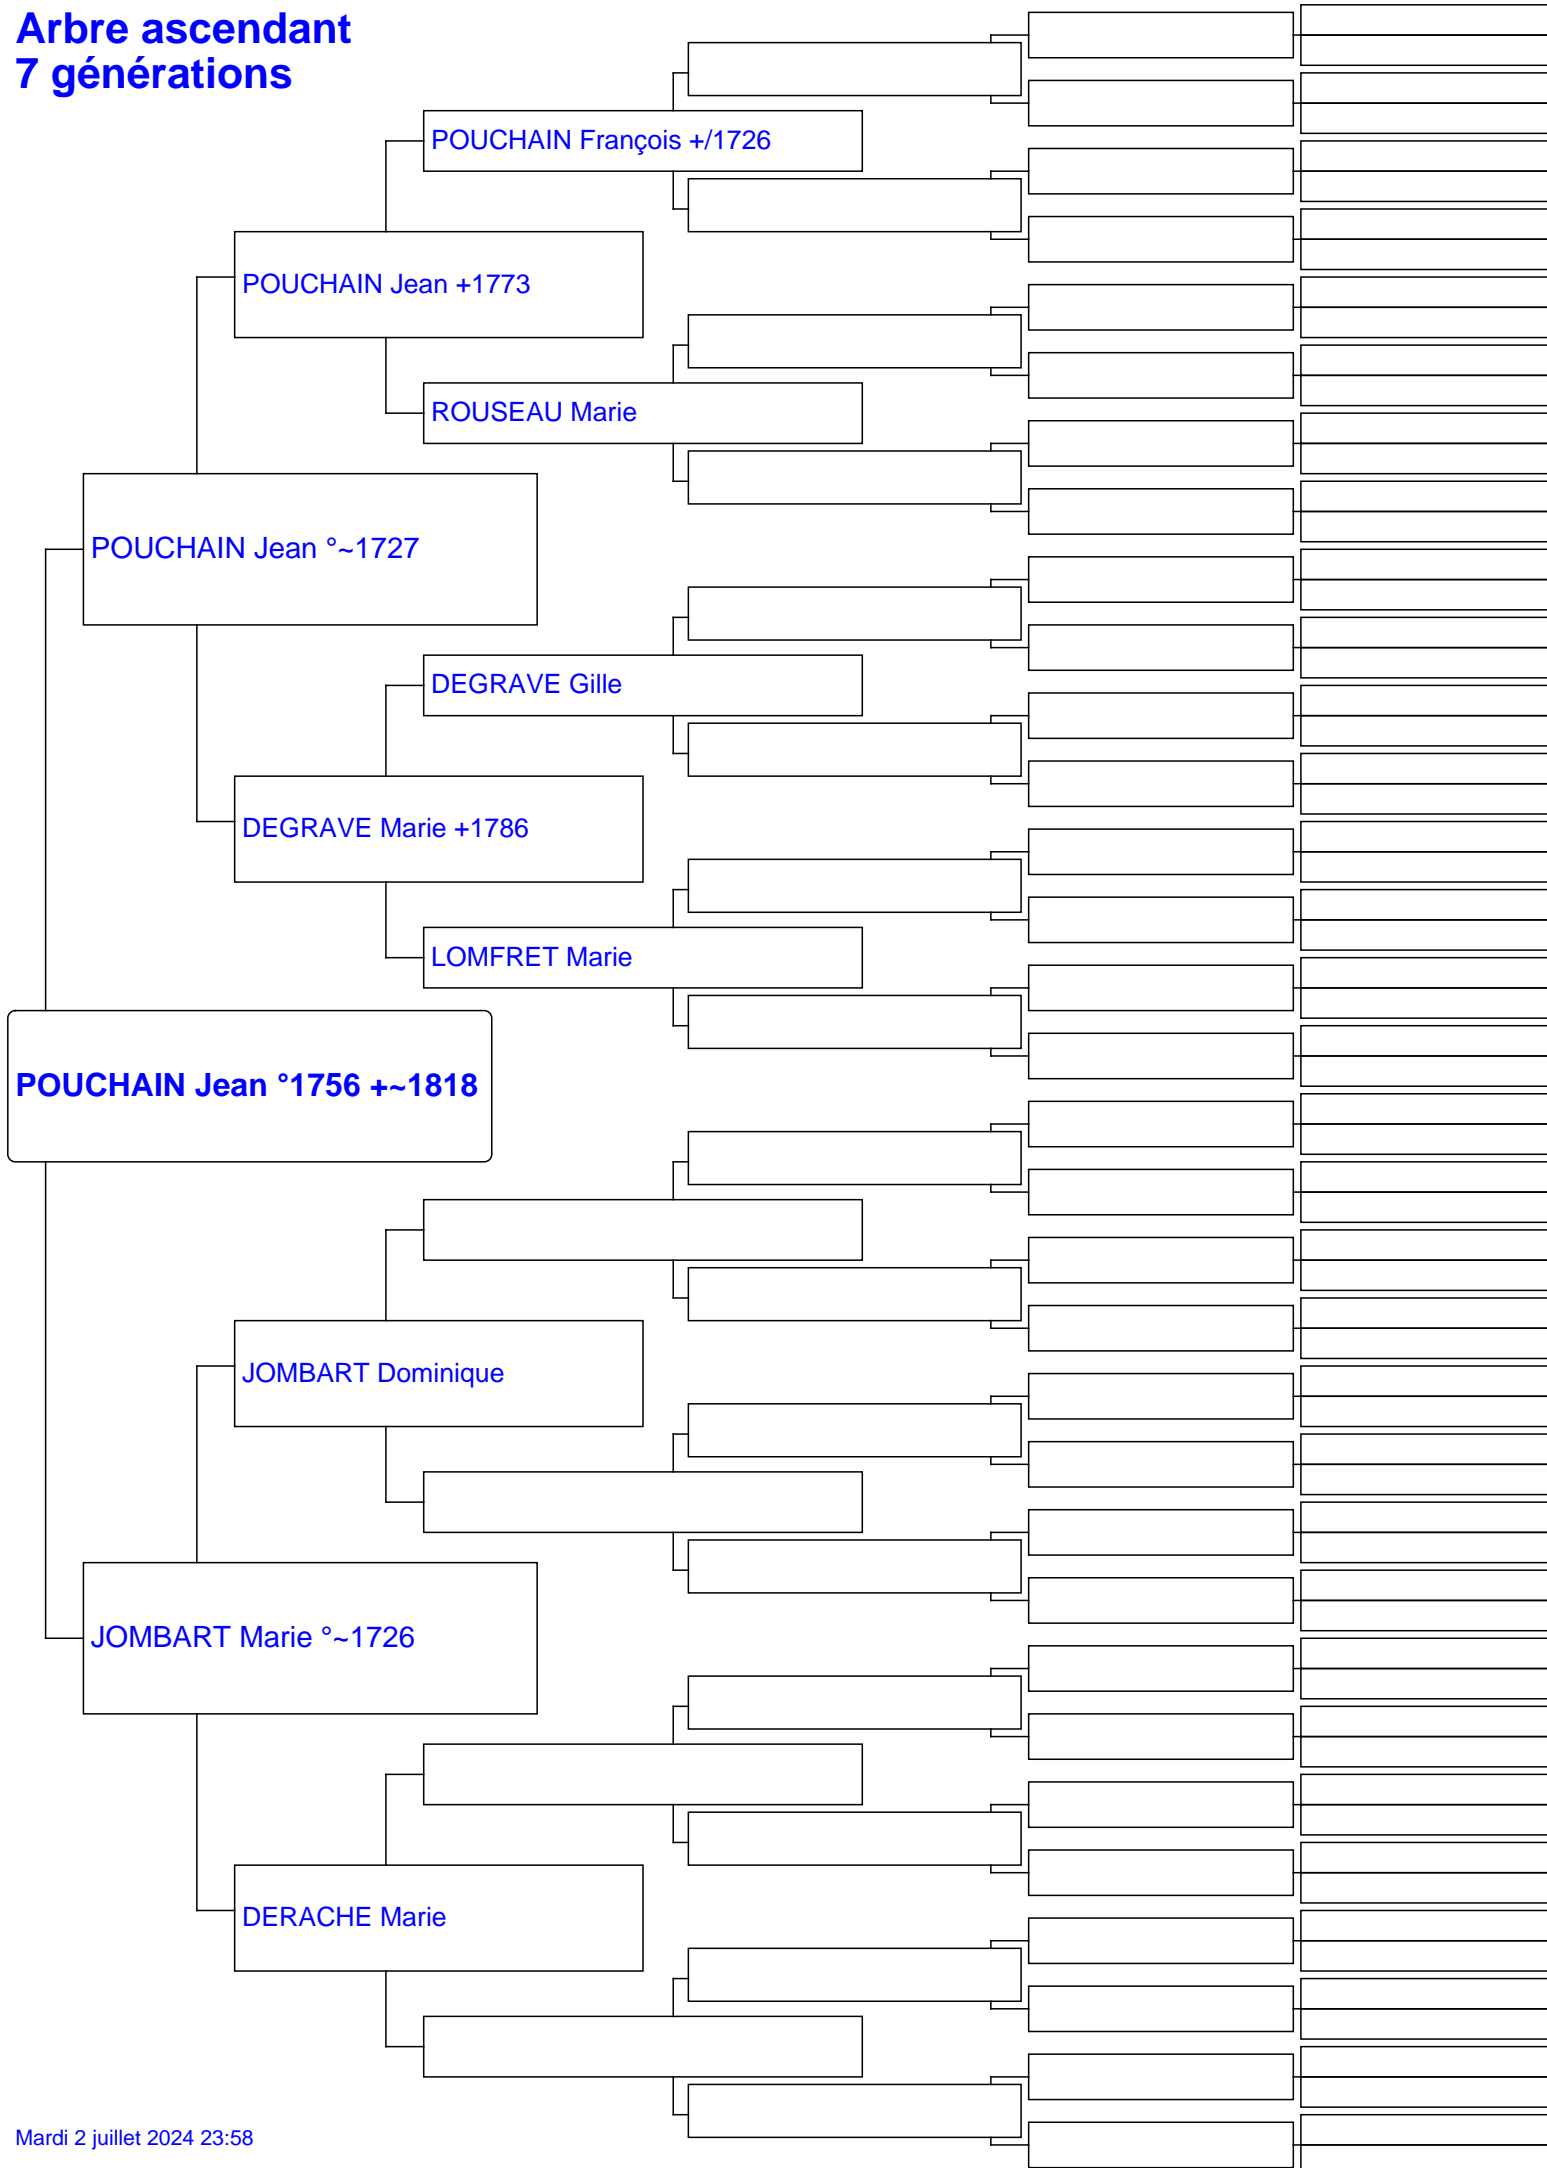 Arbre ascendant
7 générations
POUCHAIN François +/1726
POUCHAIN Jean +1773
ROUSEAU Marie
POUCHAIN Jean °~1727
DEGRAVE Gille
DEGRAVE Marie +1786
LOMFRET Marie
POUCHAIN Jean °1756 +~1818
JOMBART Dominique
JOMBART Marie °~1726
DERACHE Marie
Mardi 2 juillet 2024 23:58